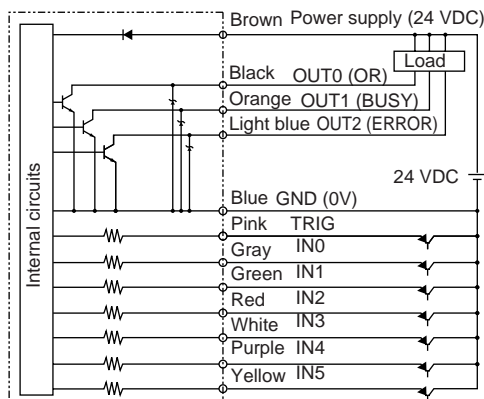 Brown Power supply (24 VDC)
Load
Black OUT0 (OR)
Orange OUT1 (BUSY)
Light blue OUT2 (ERROR)
24 VDC
Internal circuits
Blue GND (0V)
Pink TRIG
Gray IN0
Green IN1
Red IN2
White IN3
Purple IN4
Yellow IN5